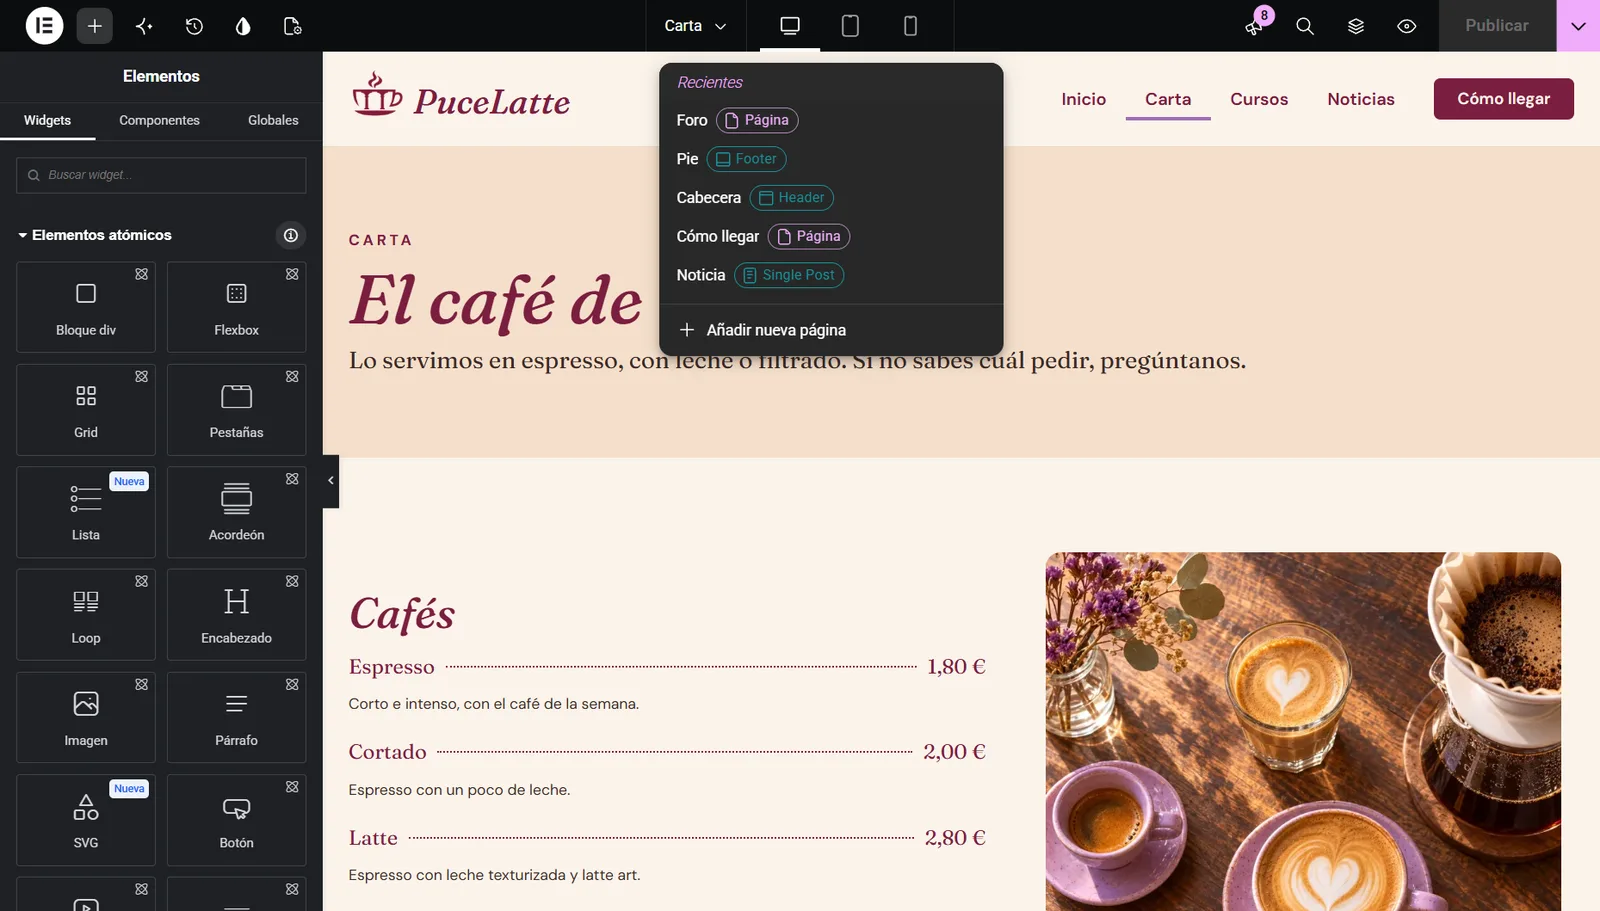 Carta
8
Publicar
Elementos
Widgets
Componentes
Globales
Buscar widget...
Elementos atómicos
Bloque div
Flexbox
Grid
Pestañas
Nueva
Lista
Acordeón
Loop
Encabezado
Imagen
Párrafo
Nueva
SVG
Botón
Recientes
Foro Página
Pie Footer
Cabecera Header
Cómo llegar Página
Noticia Single Post
Añadir nueva página
PuceLatte
Inicio
Carta
Cursos
Noticias
Cómo llegar
CARTA
El café de
Lo servimos en espresso, con leche o filtrado. Si no sabes cuál pedir, pregúntanos.
Cafés
Espresso 1,80 €
Corto e intenso, con el café de la semana.
Cortado 2,00 €
Espresso con un poco de leche.
Latte 2,80 €
Espresso con leche texturizada y latte art.